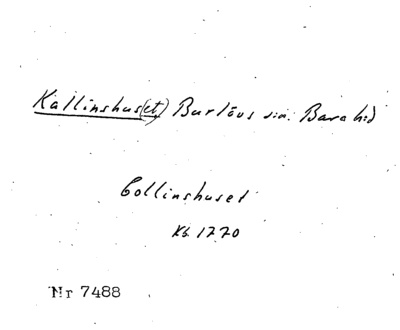 Kallinshus(et) Burlövs sn. Bara hd
Collinshuset
Kb. 1770
Nr 7488